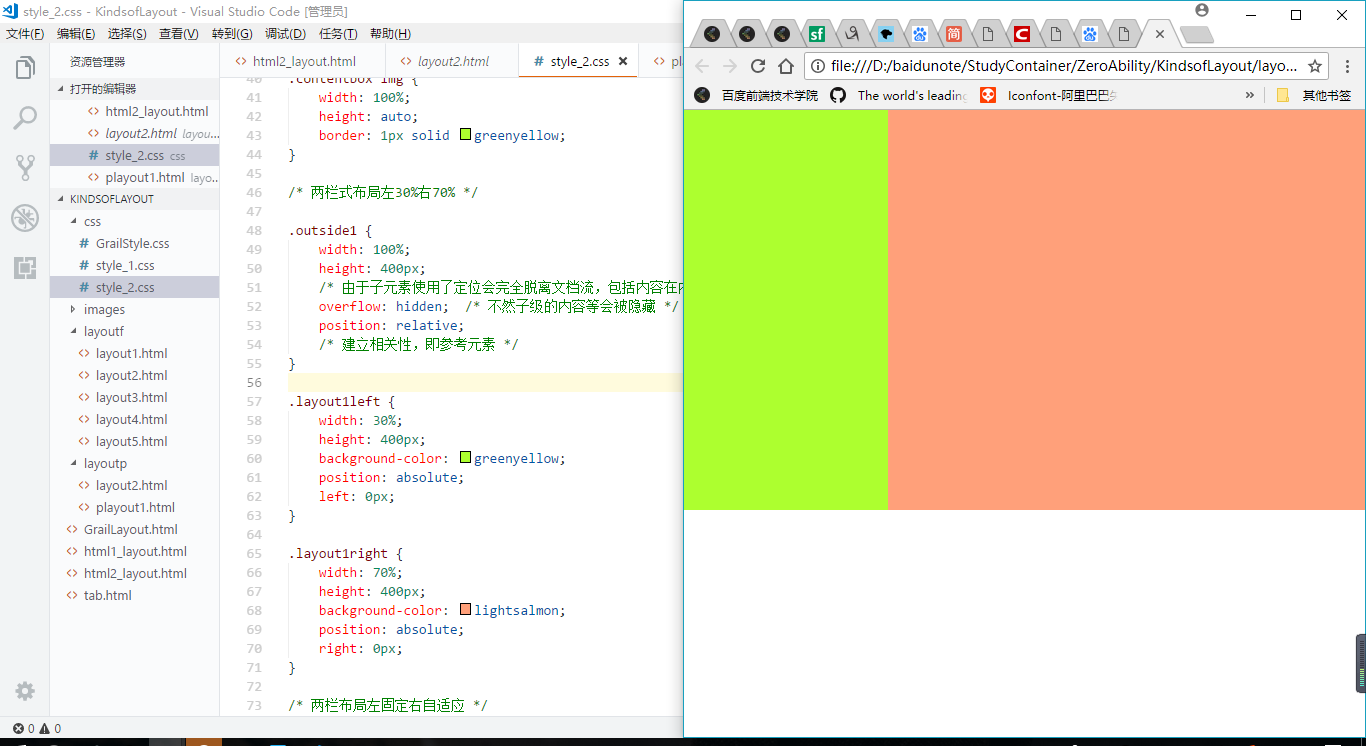 style_2.css - KindsofLayout - Visual Studio Code [管理员]
文件(F) 编辑(E) 选择(S) 查看(V) 转到(G) 调试(D) 任务(T) 帮助(H)
资源管理器
打开的编辑器
<> html2_layout.html
<> layout2.html layou...
# style_2.css css
<> playout1.html layo...
KINDSOFLAYOUT
css
# GrailStyle.css
# style_1.css
# style_2.css
images
layoutf
<> layout1.html
<> layout2.html
<> layout3.html
<> layout4.html
<> layout5.html
layoutp
<> layout2.html
<> playout1.html
<> GrailLayout.html
<> html1_layout.html
<> html2_layout.html
<> tab.html
0 0
<> html2_layout.html <> layout2.html # style_2.css × <> pl
40 .contentbox img {
41 width: 100%;
42 height: auto;
43 border: 1px solid greenyellow;
44 }
45
46 /* 两栏式布局左30%右70% */
47
48 .outside1 {
49 width: 100%;
50 height: 400px;
51 /* 由于子元素使用了定位会完全脱离文档流，包括内容在内
52 overflow: hidden; /* 不然子级的内容等会被隐藏 */
53 position: relative;
54 /* 建立相关性，即参考元素 */
55 }
56
57 .layout1left {
58 width: 30%;
59 height: 400px;
60 background-color: greenyellow;
61 position: absolute;
62 left: 0px;
63 }
64
65 .layout1right {
66 width: 70%;
67 height: 400px;
68 background-color: lightsalmon;
69 position: absolute;
70 right: 0px;
71 }
72
73 /* 两栏布局左固定右自适应 */
sf 简 C
file:///D:/baidunote/StudyContainer/ZeroAbility/KindsofLayout/layo...
百度前端技术学院 The world's leading Iconfont-阿里巴巴 » 其他书签